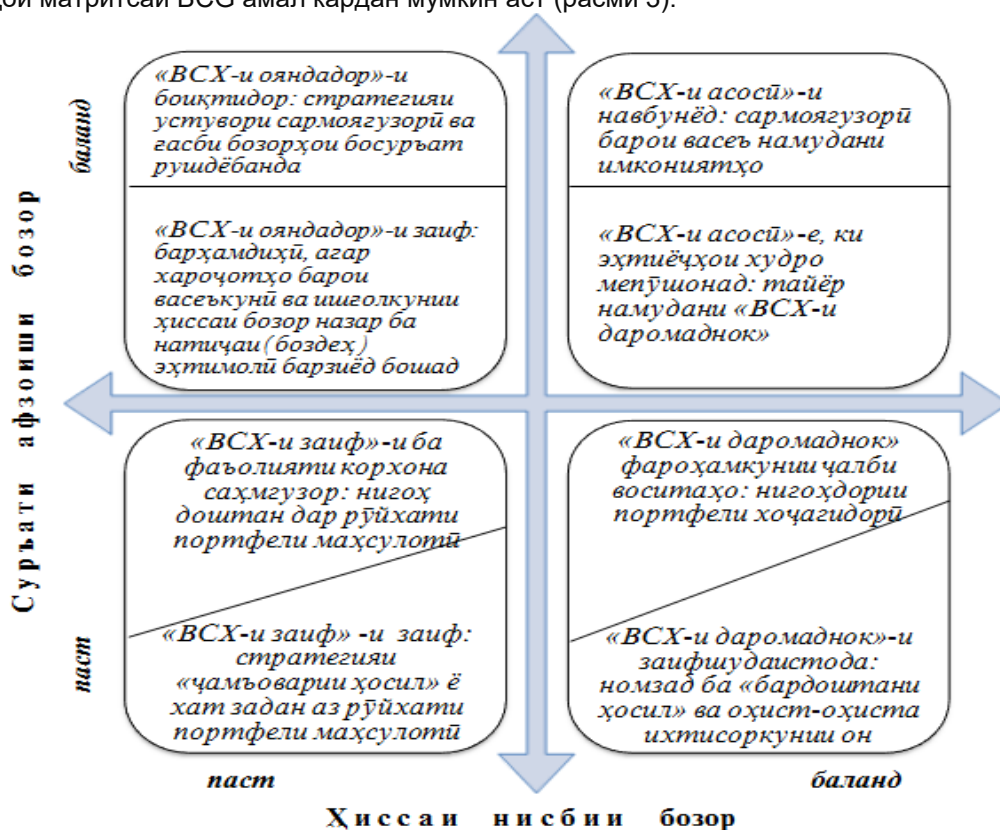 ҳои матритсаи BCG амал кардан мумкин аст (расми 3).
«ВСХ-и ояндадор»-и
боиқтидор: стратегияи
устувори сармоягузорӣ ва
ғасби бозорҳои босуръат
рушдёбанда
«ВСХ-и ояндадор»-и заиф:
барҳамдиҳӣ, агар
хароҷотҳо барои
васеъкунӣ ва ишғолкунии
ҳиссаи бозор назар ба
натиҷаи (боздеҳ)
эҳтимолӣ барзиёд бошад
«ВСХ-и асосӣ»-и
навбунёд: сармоягузорӣ
барои васеъ намудани
имкониятҳо
«ВСХ-и асосӣ»-е, ки
эҳтиёҷҳои худро
мепӯшонад: тайёр
намудани «ВСХ-и
даромаднок»
«ВСХ-и заиф»-и ба
фаъолияти корхона
саҳмгузор: нигоҳ
доштан дар рӯйхати
портфели маҳсулотӣ
«ВСХ-и заиф» -и заиф:
стратегияи
«ҷамъоварии ҳосил» ё
хат задан аз рӯйхати
портфели маҳсулотӣ
«ВСХ-и даромаднок»
фароҳамкунии ҷалби
воситаҳо: нигоҳдории
портфели хоҷагидорӣ
«ВСХ-и даромаднок»-и
заифшудаистода:
номзад ба «бардоштани
ҳосил» ва оҳист-оҳиста
ихтисоркунии он
баланд
Суръати афзоиши бозор
паст
паст
баланд
Ҳиссаи нисбии бозор